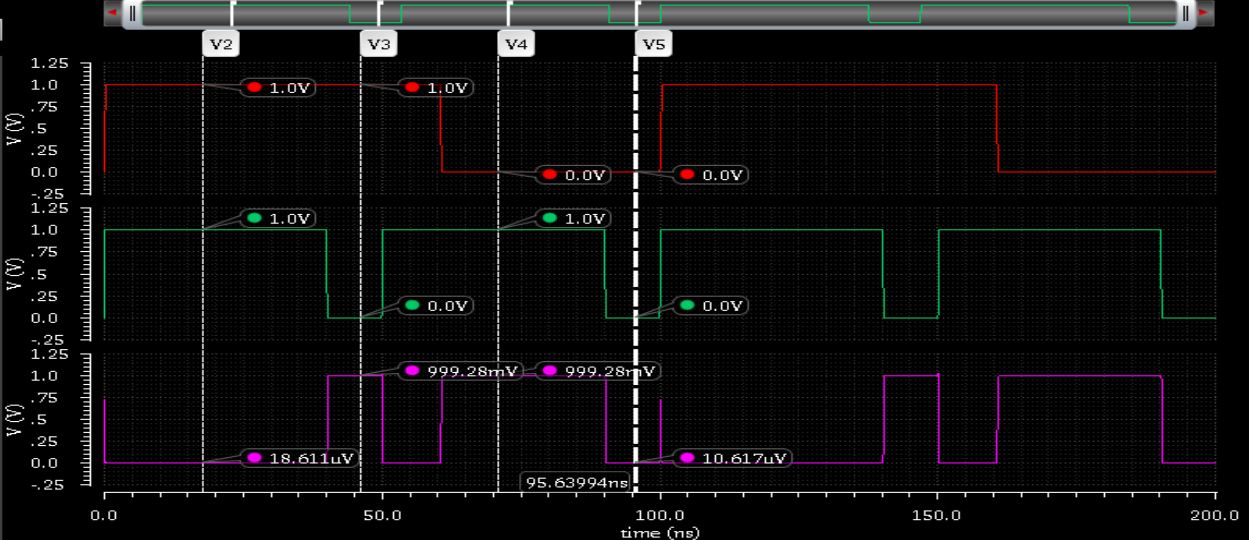 V2 V3 V4 V5
1.25
1.0
.75
.5
.25
0.0
-.25
V (V)
1.0V 1.0V
0.0V 0.0V
1.25
1.0
.75
.5
.25
0.0
-.25
V (V)
1.0V 1.0V
0.0V 0.0V
1.25
1.0
.75
.5
.25
0.0
-.25
V (V)
999.28mV 999.28mV
18.611uV 10.617uV
95.63994ns
0.0 50.0 100.0 150.0 200.0
time (ns)